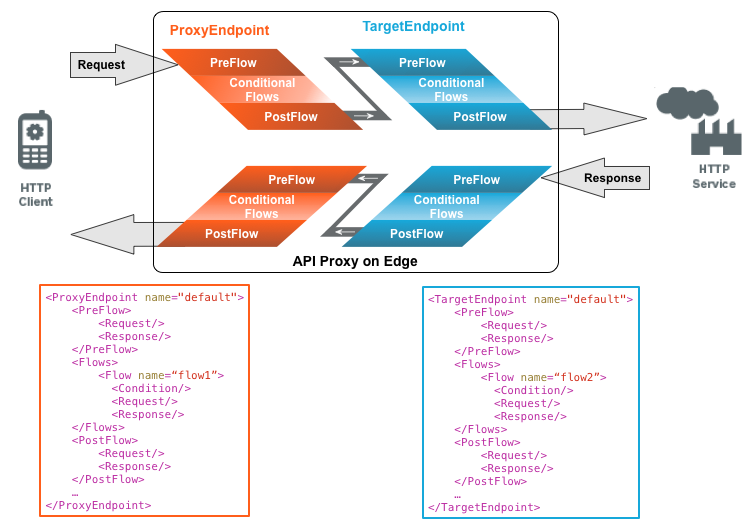 ProxyEndpoint
TargetEndpoint
Request
PreFlow
Conditional
Flows
PostFlow
PreFlow
Conditional
Flows
PostFlow
HTTP
Client
HTTP
Service
PreFlow
Conditional
Flows
PostFlow
PreFlow
Conditional
Flows
PostFlow
Response
API Proxy on Edge
<ProxyEndpoint name="default">
<PreFlow>
<Request/>
<Response/>
</PreFlow>
<Flows>
<Flow name=“flow1”>
<Condition/>
<Request/>
<Response/>
</Flows>
<PostFlow>
<Request/>
<Response/>
</PostFlow>
…
</ProxyEndpoint>
<TargetEndpoint name="default">
<PreFlow>
<Request/>
<Response/>
</PreFlow>
<Flows>
<Flow name=“flow2”>
<Condition/>
<Request/>
<Response/>
</Flows>
<PostFlow>
<Request/>
<Response/>
</PostFlow>
…
</TargetEndpoint>